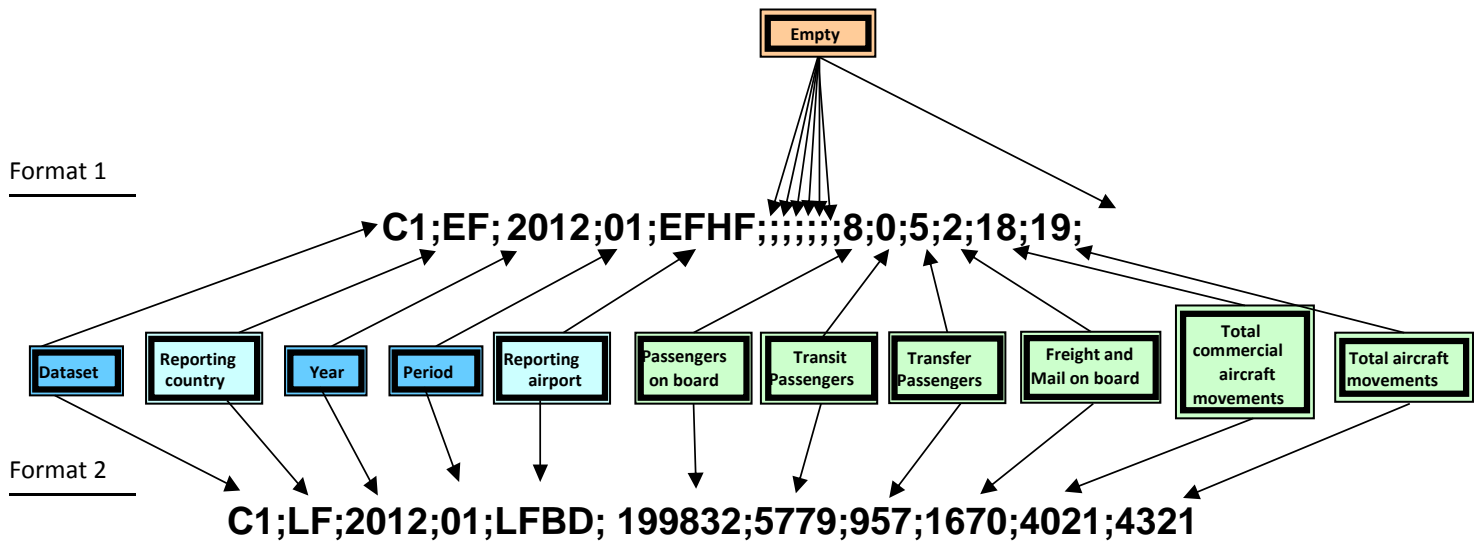 Empty
Format 1
C1;EF; 2012;01;EFHF;;;;;;;8;0;5;2;18;19;
Dataset
Reporting
country
Year
Period
Reporting
airport
Passengers
on board
Transit
Passengers
Transfer
Passengers
Freight and
Mail on board
Total
commercial
aircraft
movements
Total aircraft
movements
Format 2
C1;LF;2012;01;LFBD; 199832;5779;957;1670;4021;4321